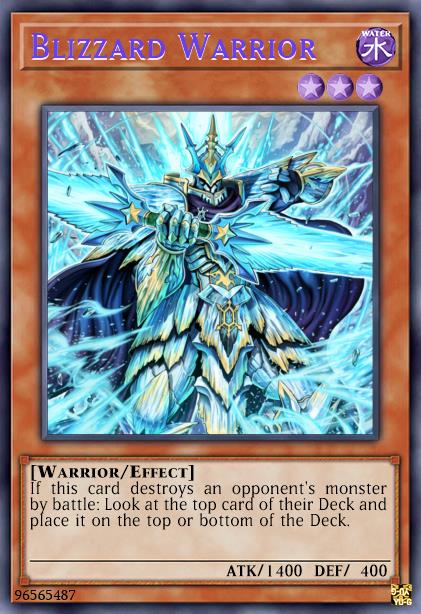 Blizzard Warrior
WATER
水
[Warrior/Effect]
If this card destroys an opponent's monster
by battle: Look at the top card of their Deck and
place it on the top or bottom of the Deck.
ATK/1400 DEF/ 400
96565487